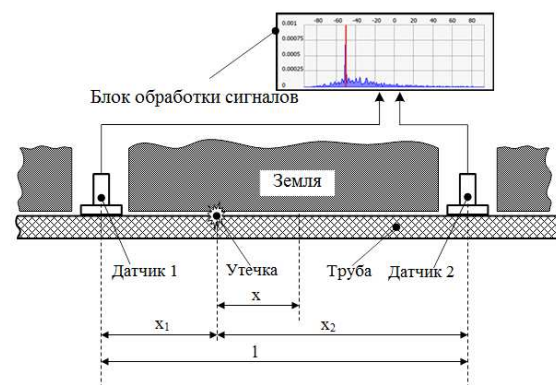 -80 -60 -40 -20 0 20 40 60 80
0.001
0.00075
0.0005
0.00025
0
Блок обработки сигналов
Земля
Датчик 1
Утечка
Труба
Датчик 2
x
x₁
x₂
l